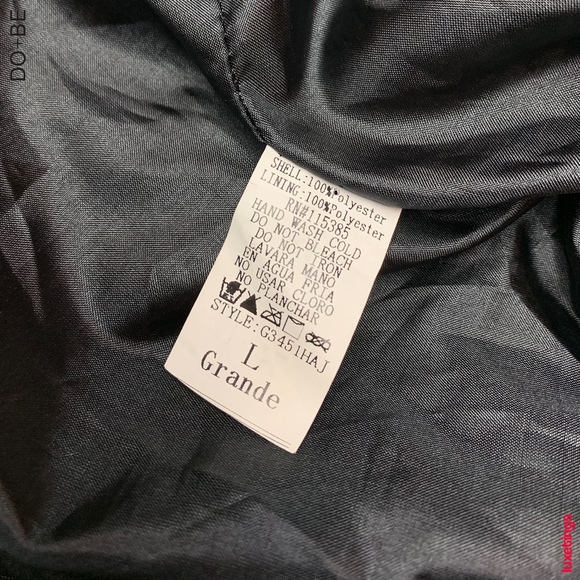 DO+BE
SHELL:100%Polyester
LINING:100%Polyester
RN#115385
HAND WASH COLD
DO NOT BLEACH
DO NOT IRON
LAVARA MANO
EN AGUA FRIA
NO USAR CLORO
NO PLANCHAR
STYLE:G3451HAJ
L
Grande
luxetings